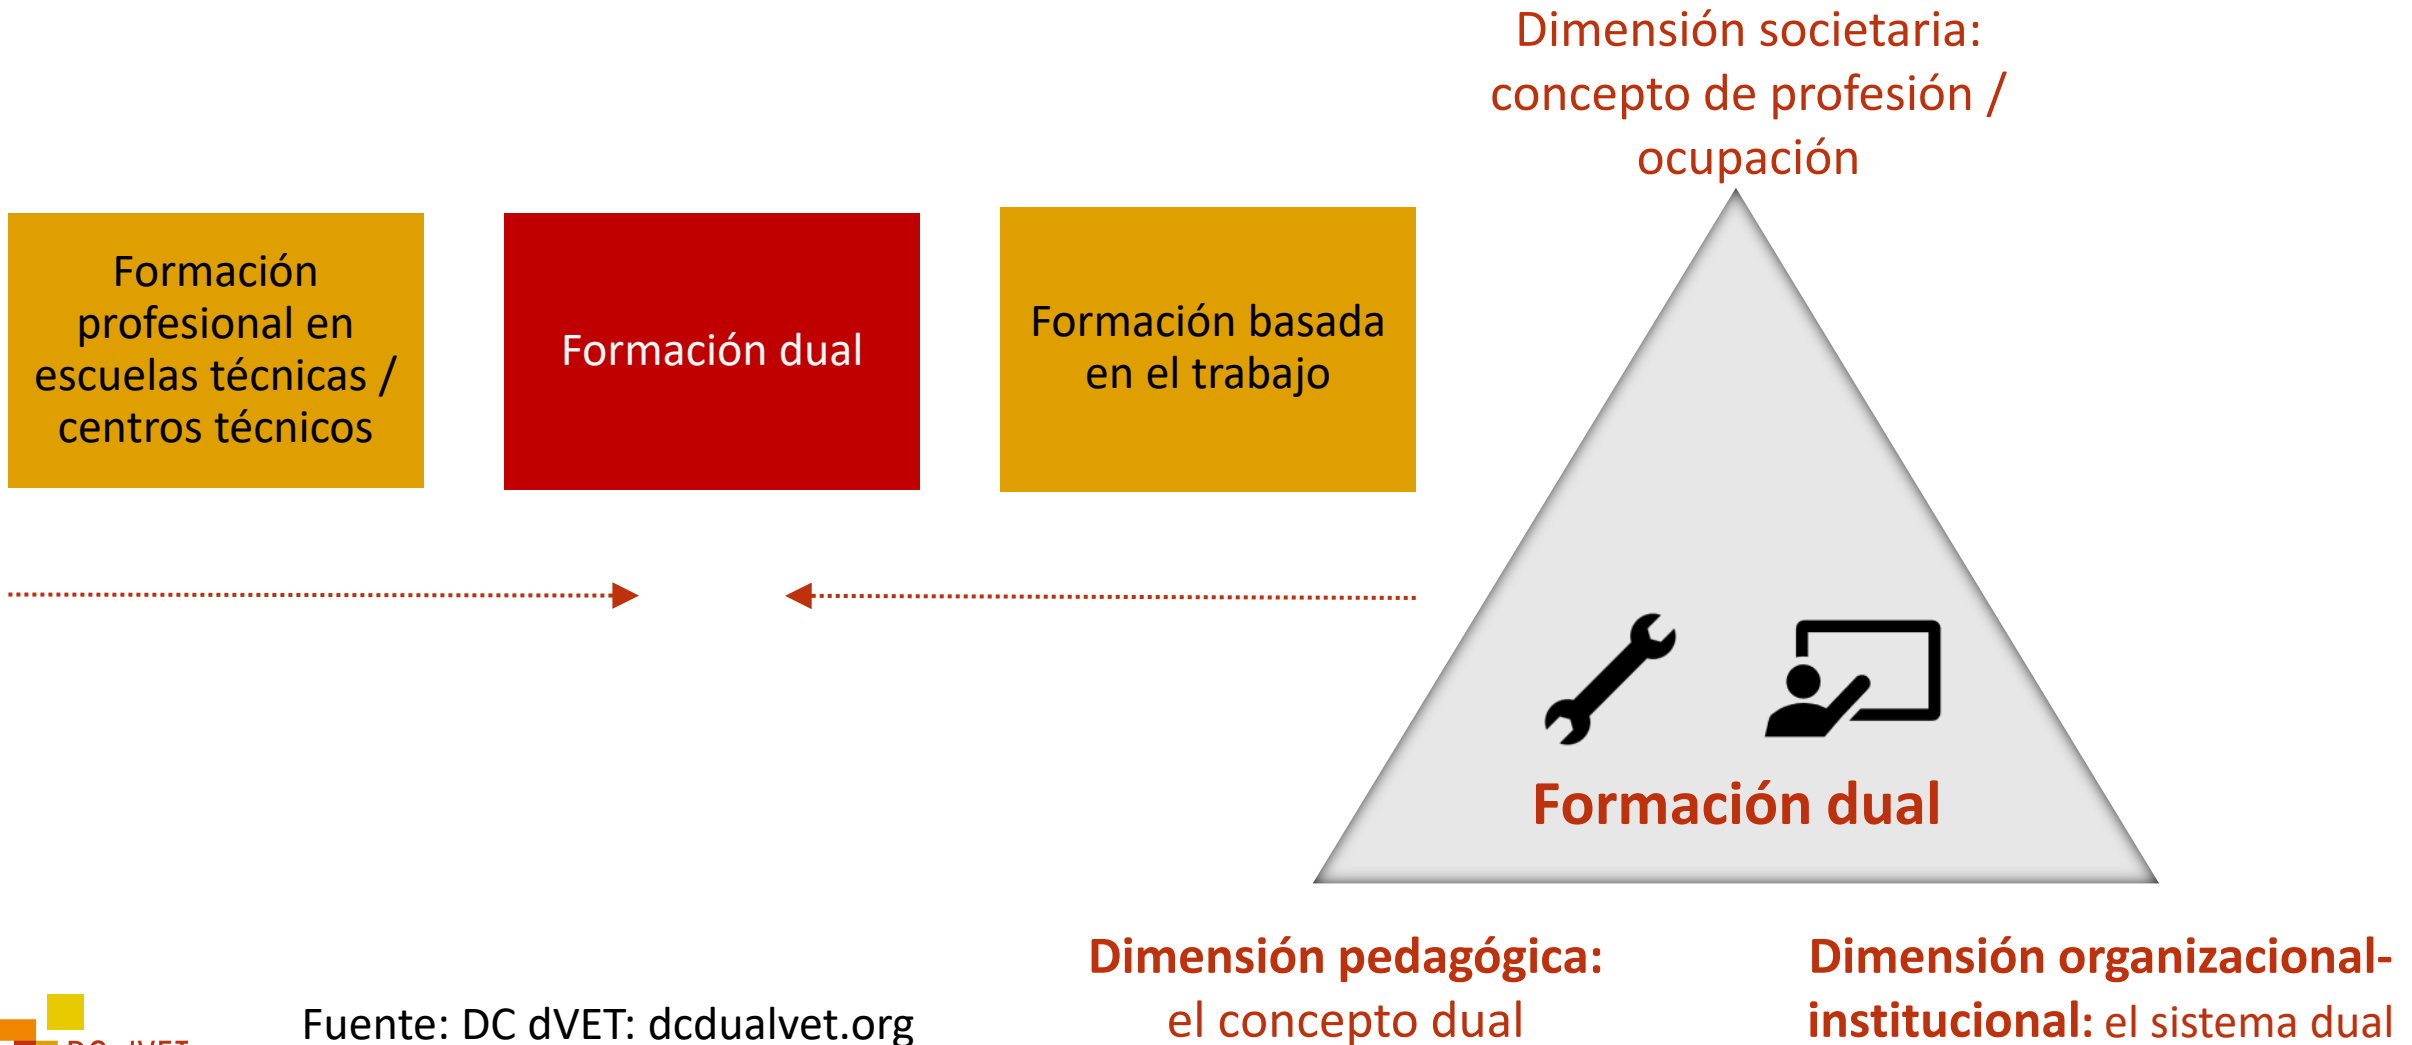 Dimensión societaria:
concepto de profesión /
ocupación
Formación
profesional en
escuelas técnicas /
centros técnicos
Formación dual
Formación basada
en el trabajo
Formación dual
Dimensión pedagógica:
el concepto dual
Dimensión organizacional-
institucional: el sistema dual
Fuente: DC dVET: dcdualvet.org
DC dVET